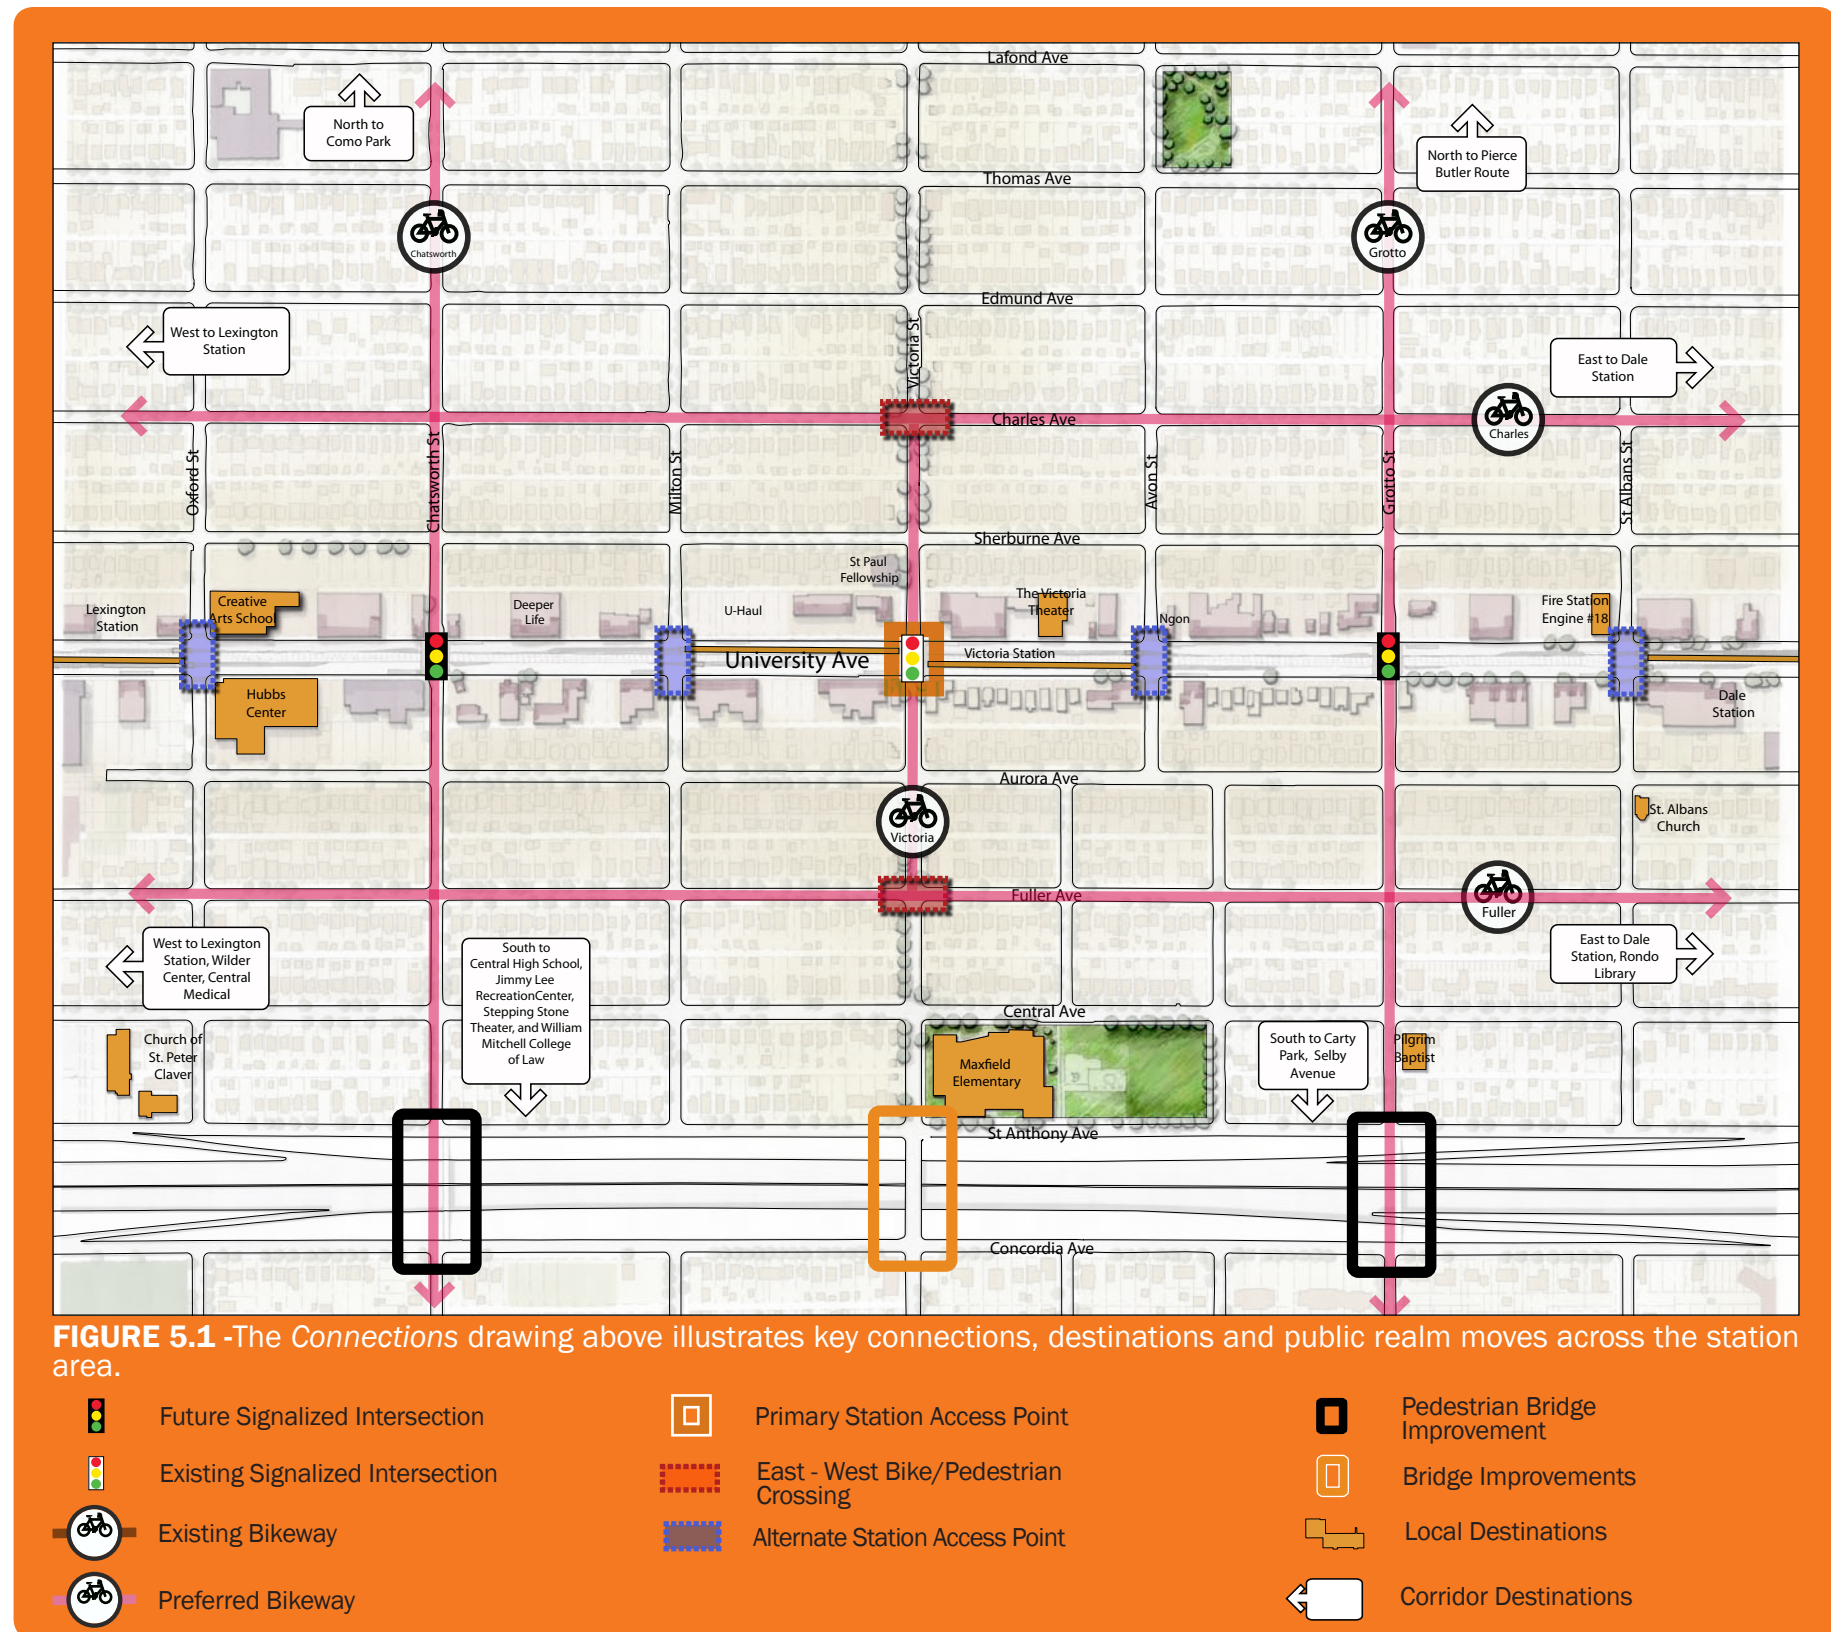 Lafond Ave
North to
Como Park
North to Pierce
Butler Route
Thomas Ave
Chatsworth
Grotto
Edmund Ave
West to Lexington
Station
Victoria St
East to Dale
Station
Charles Ave
Charles
Oxford St
Chatsworth St
Milton St
Avon St
Grotto St
St Albans St
Sherburne Ave
St Paul
Fellowship
Lexington
Station
Creative
Arts School
Deeper
Life
U-Haul
The Victoria
Theater
Ngon
Fire Station
Engine #18
University Ave
Victoria Station
Hubbs
Center
Dale
Station
Aurora Ave
Victoria
St. Albans
Church
Fuller Ave
Fuller
West to Lexington
Station, Wilder
Center, Central
Medical
South to
Central High School,
Jimmy Lee
RecreationCenter,
Stepping Stone
Theater, and William
Mitchell College
of Law
East to Dale
Station, Rondo
Library
Central Ave
Church of
St. Peter
Claver
Maxfield
Elementary
South to Carty
Park, Selby
Avenue
Pilgrim
Baptist
St Anthony Ave
Concordia Ave
FIGURE 5.1 -The Connections drawing above illustrates key connections, destinations and public realm moves across the station
area.
Future Signalized Intersection
Existing Signalized Intersection
Existing Bikeway
Preferred Bikeway
Primary Station Access Point
East - West Bike/Pedestrian
Crossing
Alternate Station Access Point
Pedestrian Bridge
Improvement
Bridge Improvements
Local Destinations
Corridor Destinations